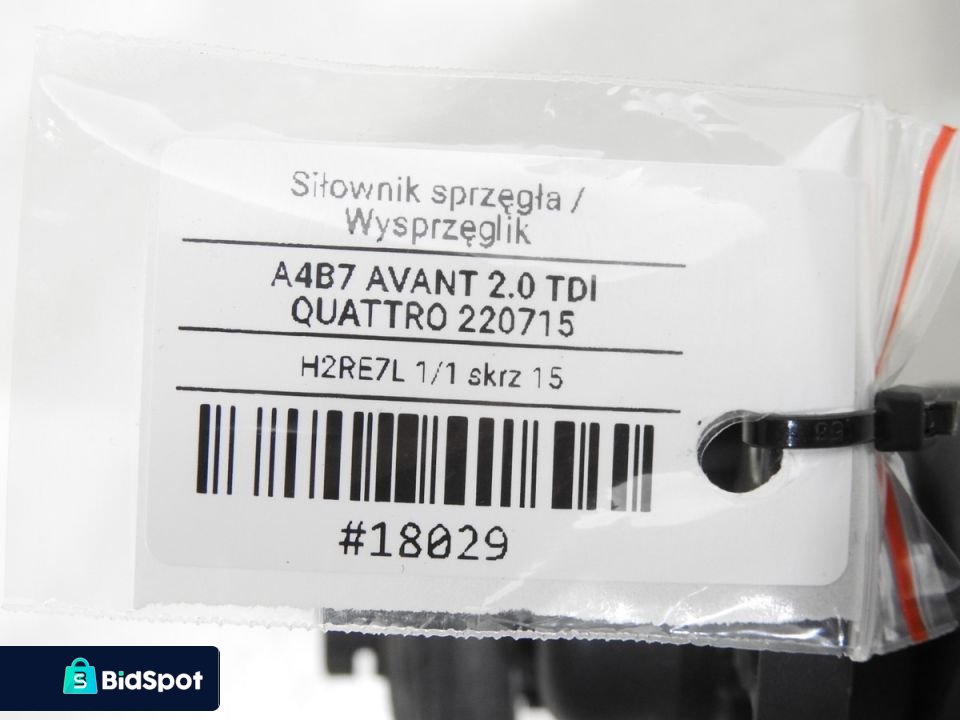 Siłownik sprzęgła /
Wysprzęglik
A4B7 AVANT 2.0 TDI
QUATTRO 220715
H2RE7L 1/1 skrz 15
#18029
BidSpot